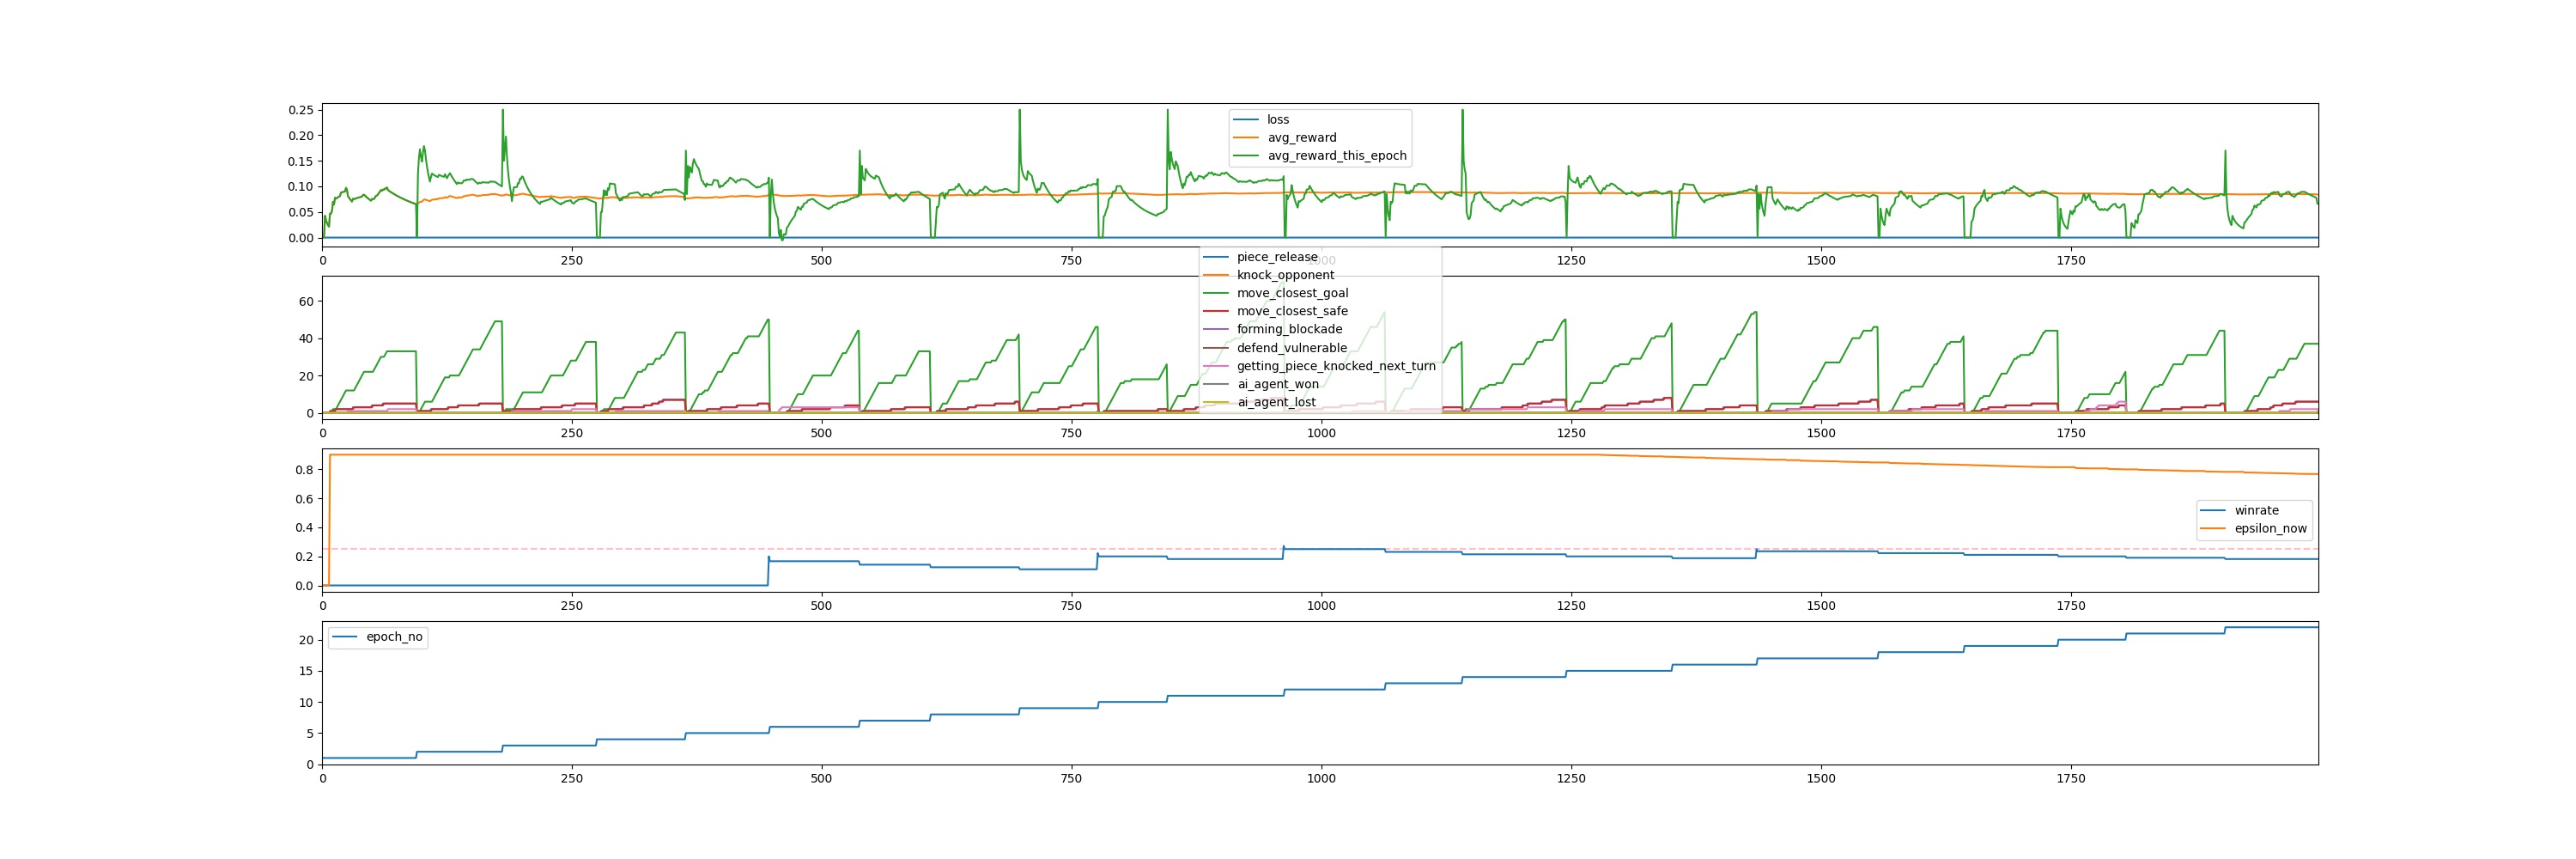 0.25
0.20
0.15
0.10
0.05
0.00
loss
avg_reward
avg_reward_this_epoch
0 250 500 750 1000 1250 1500 1750
60
40
20
0
piece_release
knock_opponent
move_closest_goal
move_closest_safe
forming_blockade
defend_vulnerable
getting_piece_knocked_next_turn
ai_agent_won
ai_agent_lost
0 250 500 750 1000 1250 1500 1750
0.8
0.6
0.4
0.2
0.0
winrate
epsilon_now
0 250 500 750 1000 1250 1500 1750
20
15
10
5
0
epoch_no
0 250 500 750 1000 1250 1500 1750